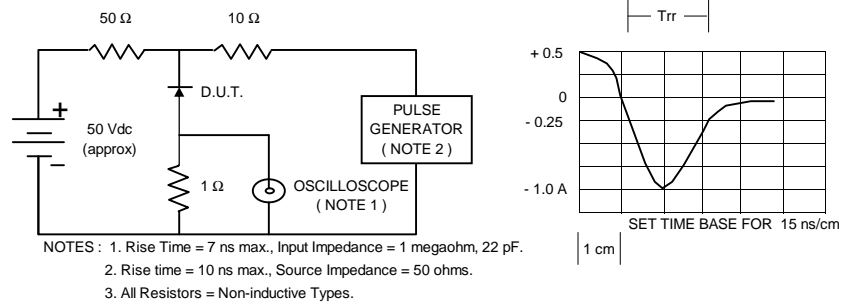 50 Ω
10 Ω
Trr
+ 0.5
D.U.T.
+
PULSE
GENERATOR
( NOTE 2 )
0
- 0.25
50 Vdc
(approx)
1 Ω
OSCILLOSCOPE
( NOTE 1 )
- 1.0 A
SET TIME BASE FOR 15 ns/cm
1 cm
NOTES : 1. Rise Time = 7 ns max., Input Impedance = 1 megaohm, 22 pF.
2. Rise time = 10 ns max., Source Impedance = 50 ohms.
3. All Resistors = Non-inductive Types.